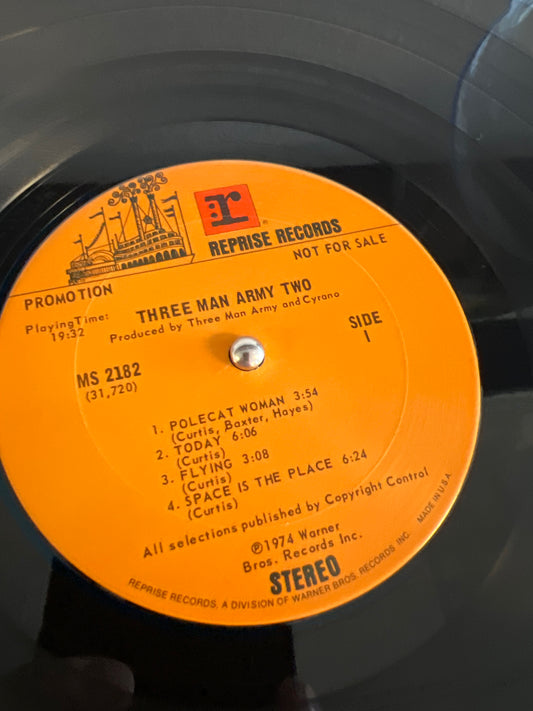 r
REPRISE RECORDS
NOT FOR SALE
PROMOTION
THREE MAN ARMY TWO
Produced by Three Man Army and Cyrano
Playing Time:
19:32
SIDE
1
MS 2182
(31,720)
1. POLECAT WOMAN 3:54
(Curtis, Baxter, Hayes)
2. TODAY 6:06
(Curtis)
3. FLYING 3:08
(Curtis)
4. SPACE IS THE PLACE 6:24
(Curtis)
All selections published by Copyright Control
℗1974 Warner
Bros. Records Inc.
STEREO
REPRISE RECORDS, A DIVISION OF WARNER BROS. RECORDS INC. MADE IN U.S.A.